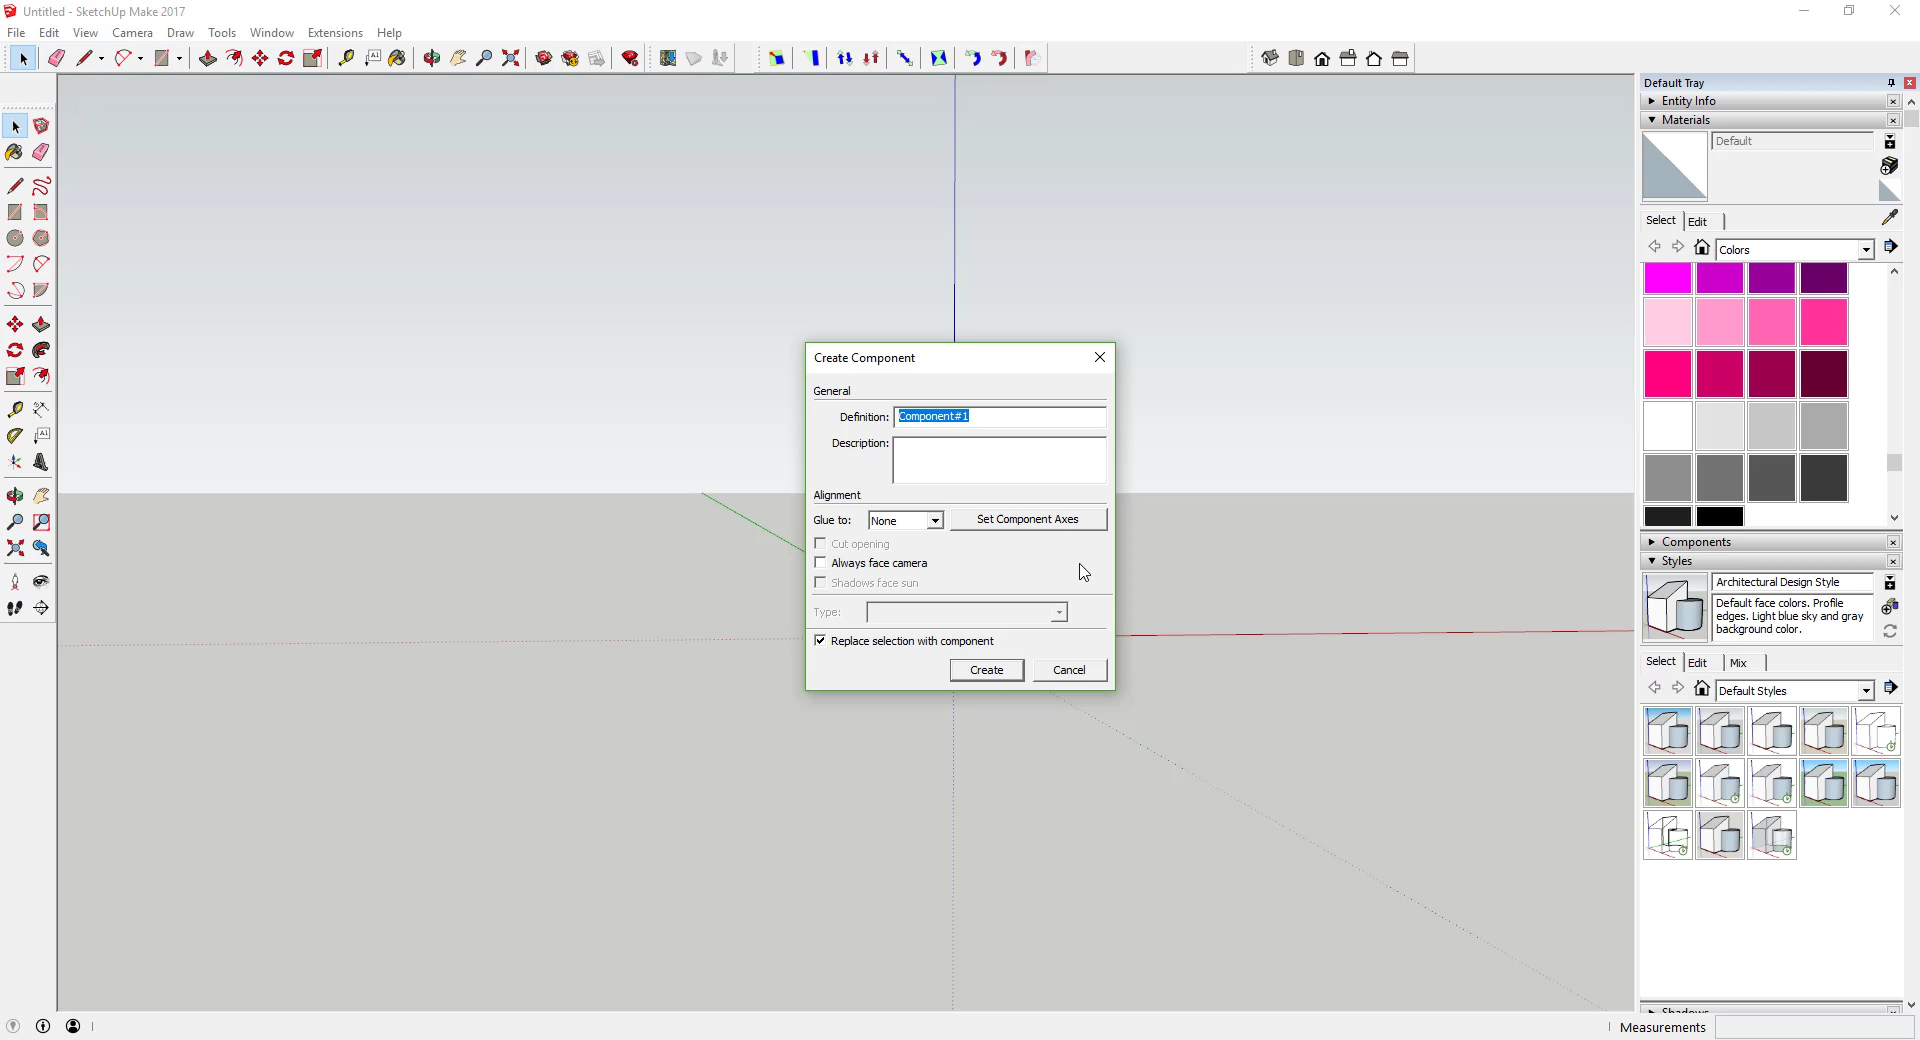 Untitled - SketchUp Make 2017
File Edit View Camera Draw Tools Window Extensions Help
Default Tray
Entity Info
Materials
Default
Select Edit
Colors
Create Component
General
Definition: Component#1
Description:
Alignment
Glue to: None Set Component Axes
Cut opening
Always face camera
Shadows face sun
Type:
Replace selection with component
Create Cancel
Components
Styles
Architectural Design Style
Default face colors. Profile
edges. Light blue sky and gray
background color.
Select Edit Mix
Default Styles
Shadows
Measurements